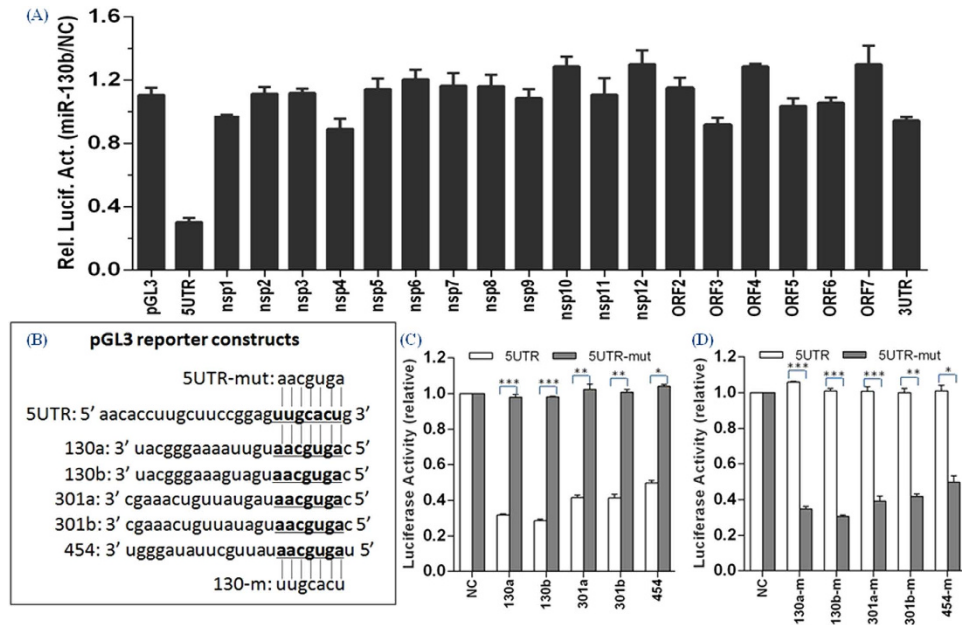 (A)
Rel. Lucif. Act. (miR-130b/NC)
1.6
1.2
0.8
0.4
0.0
pGL3 5UTR nsp1 nsp2 nsp3 nsp4 nsp5 nsp6 nsp7 nsp8 nsp9 nsp10 nsp11 nsp12 ORF2 ORF3 ORF4 ORF5 ORF6 ORF7 3UTR
(B) pGL3 reporter constructs
5UTR-mut: aacguga
5UTR: 5’ aacaccuugcuuccggaguugcacug 3’
130a: 3’ uacgggaaaauuguaacgugac 5’
130b: 3’ uacgggaaaguaguaacgugac 5’
301a: 3’ cgaaacuguuaugauaacgugac 5’
301b: 3’ cgaaacuguuauaguaacgugac 5’
454: 3’ ugggauauucguuauaacgugau 5’
130-m: uugcacu
(C)
5UTR 5UTR-mut
Luciferase Activity (relative)
1.2
1.0
0.8
0.6
0.4
0.2
0.0
*** *** ** ** *
NC 130a 130b 301a 301b 454
(D)
5UTR 5UTR-mut
Luciferase Activity (relative)
1.2
1.0
0.8
0.6
0.4
0.2
0.0
*** *** *** ** *
NC 130a-m 130b-m 301a-m 301b-m 454-m